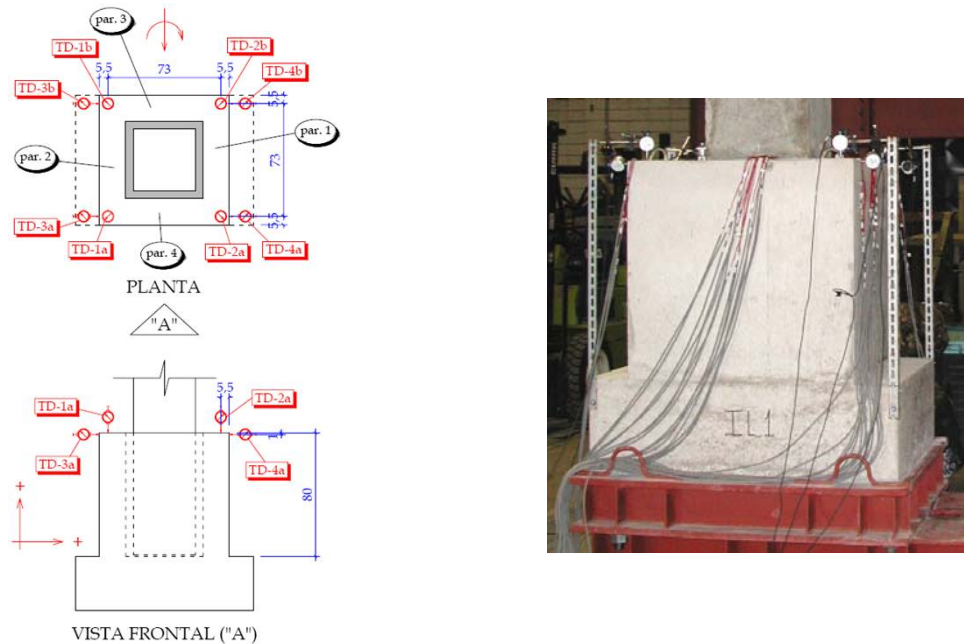 par. 3
TD-1b
TD-2b
5,5
73
5,5
TD-4b
TD-3b
5,5
par. 1
par. 2
73
TD-3a
5,5
TD-1a
par. 4
TD-2a
TD-4a
PLANTA
"A"
5,5
TD-1a
TD-2a
TD-3a
TD-4a
1
+
+
80
VISTA FRONTAL ("A")
IL1